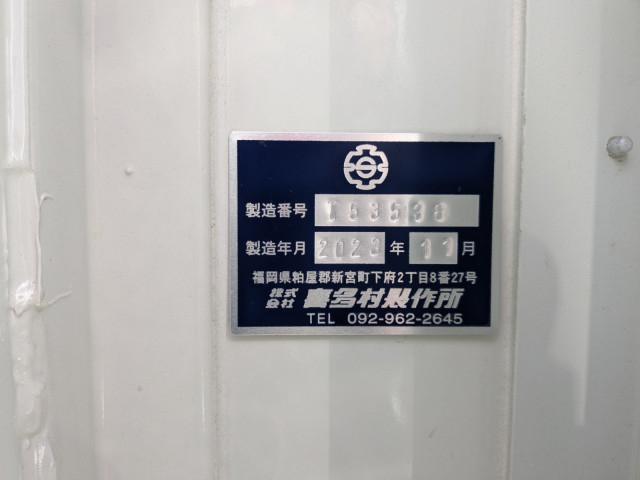 製造番号 T53536
製造年月 2023 年 11 月
福岡県粕屋郡新宮町下府2丁目8番27号
株式会社 喜多村製作所
TEL 092-962-2645